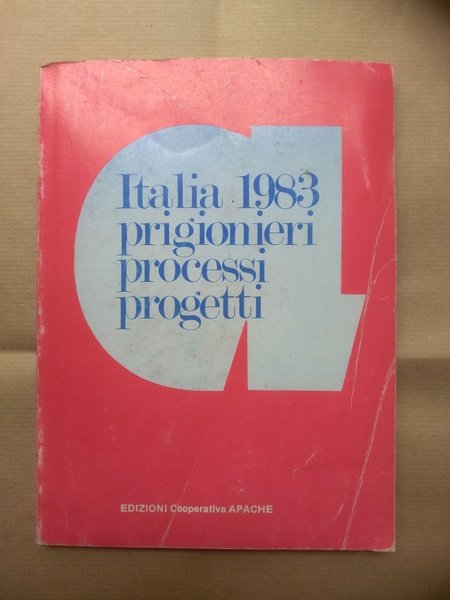 Italia 1983
prigionieri
processi
progetti
EDIZIONI Cooperativa APACHE